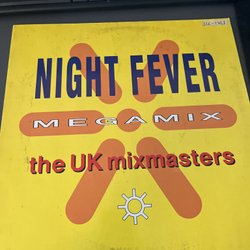 NIGHT FEVER
MEGAMIX
the UK mixmasters